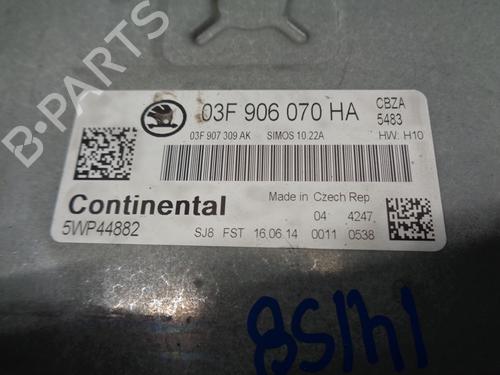 03F 906 070 HA
CBZA
5483
03F 907 309 AK SIMOS 10.22A HW: H10
Continental
5WP44882
Made in Czech Rep
04 4247
SJ8 FST 16.06.14 0011 0538
14158
B-PARTS